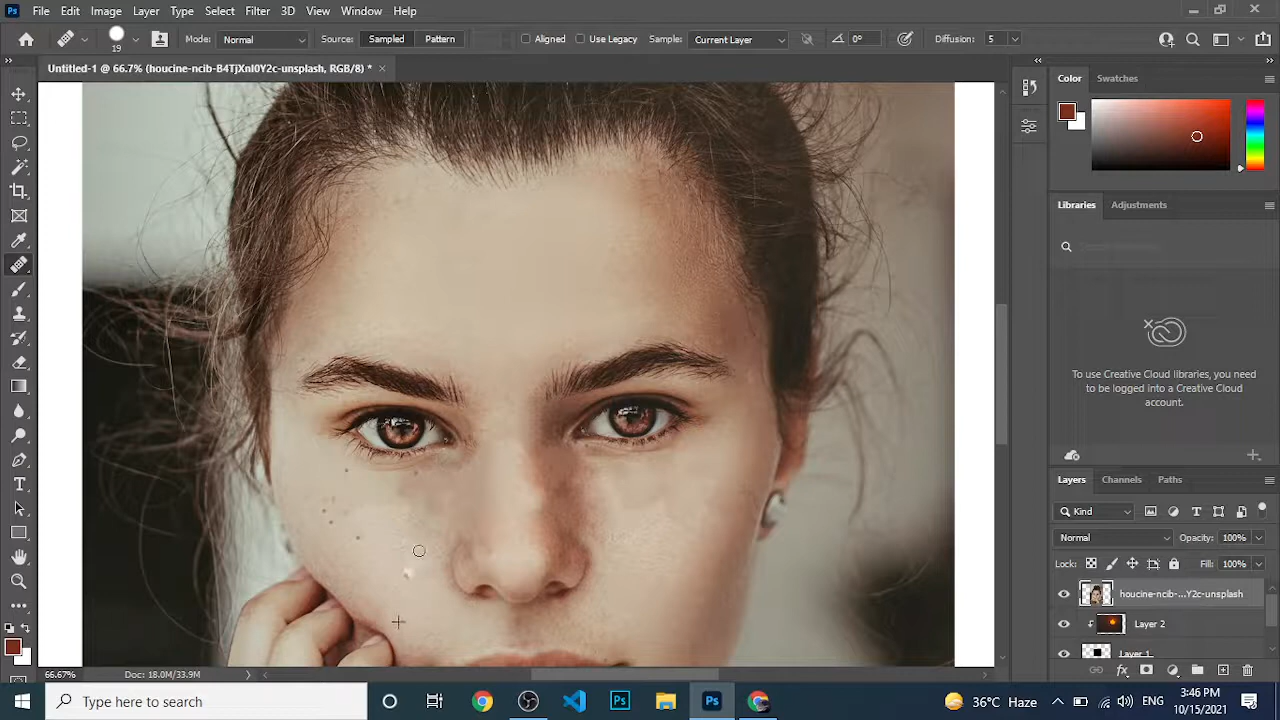 Ps File Edit Image Layer Type Select Filter 3D View Window Help
19 Mode: Normal Source: Sampled Pattern Aligned Use Legacy Sample: Current Layer 0° Diffusion: 5
Untitled-1 @ 66.7% (houcine-ncib-B4TjXnI0Y2c-unsplash, RGB/8) *
Color Swatches
Libraries Adjustments
To use Creative Cloud libraries, you
need to be logged into a Creative Cloud
account.
Layers Channels Paths
Kind
Normal Opacity: 100%
Lock: Fill: 100%
houcine-ncib-...Y2c-unsplash
Layer 2
Layer 1
66.67% Doc: 18.0M/33.9M
Type here to search
Ps
Ps
36°C Haze
ENG
3:46 PM
10/15/2021